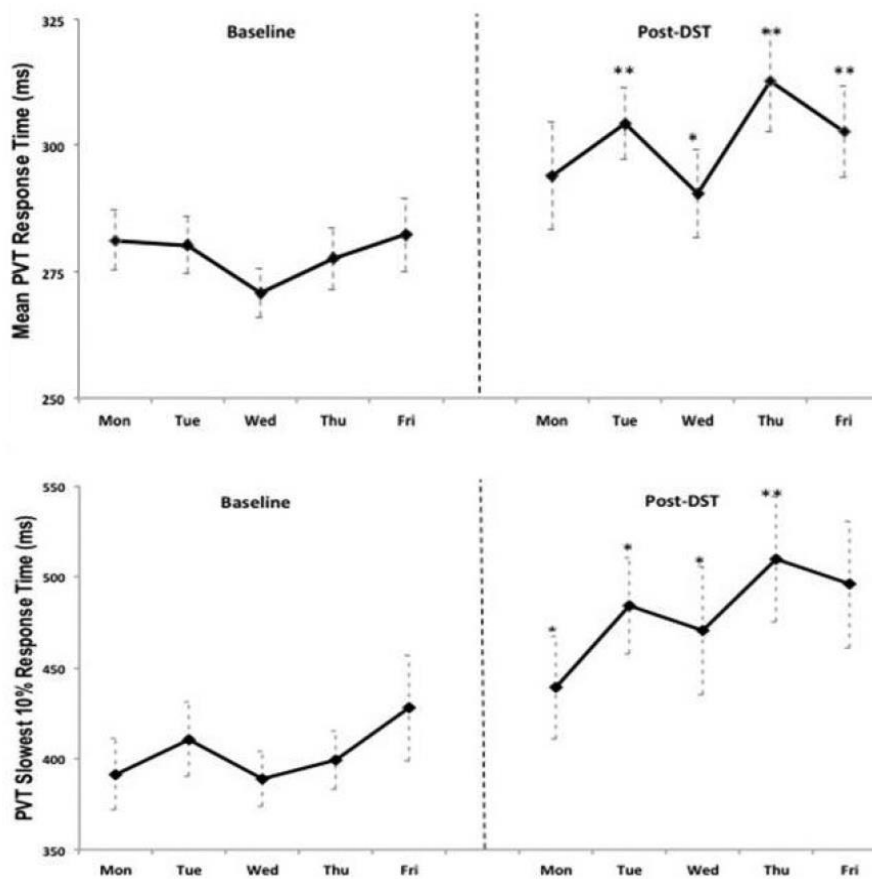 Mean PVT Response Time (ms)
325
300
275
250
Baseline
Post-DST
**
*
**
**
Mon Tue Wed Thu Fri Mon Tue Wed Thu Fri
PVT Slowest 10% Response Time (ms)
550
500
450
400
350
Baseline
Post-DST
*
*
*
**
Mon Tue Wed Thu Fri Mon Tue Wed Thu Fri